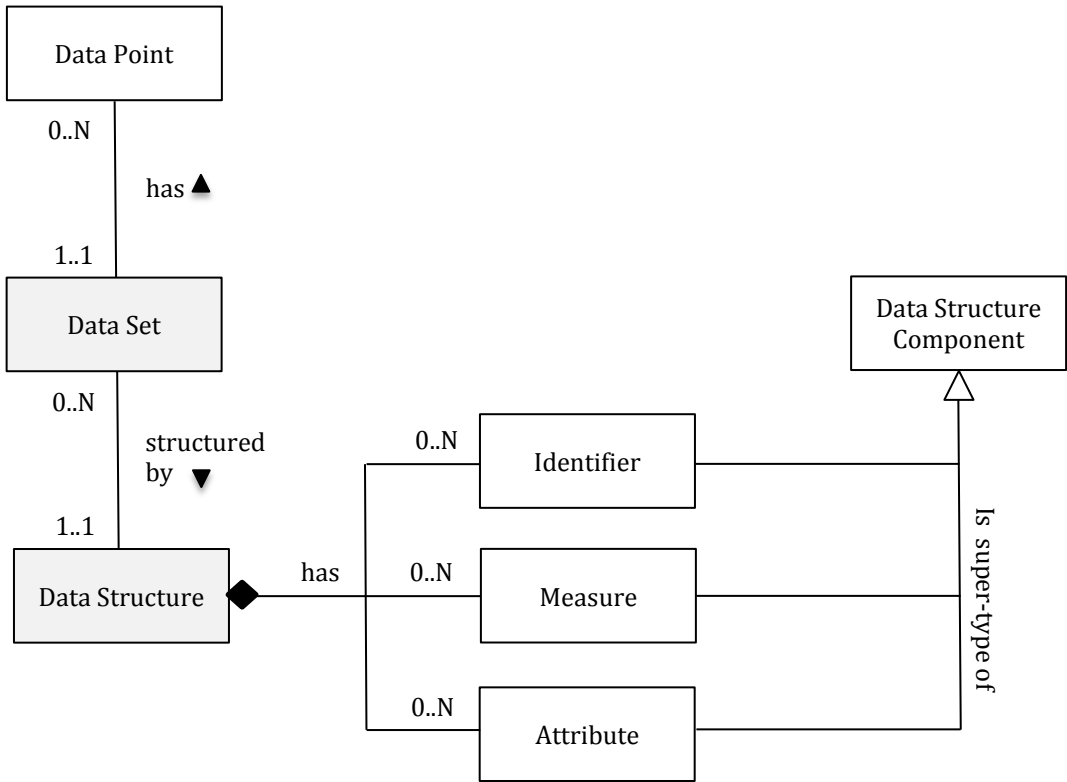 Data Point
0..N
has
1..1
Data Set
Data Structure
Component
0..N
structured
by
0..N
Identifier
1..1
Data Structure
has
0..N
Measure
Is super-type of
0..N
Attribute